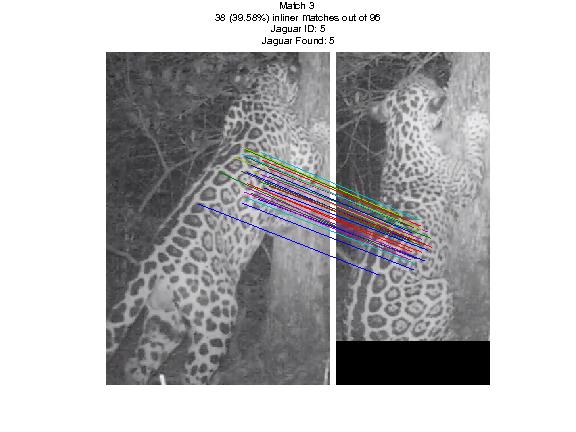 Match 3
38 (39.58%) inliner matches out of 96
Jaguar ID: 5
Jaguar Found: 5